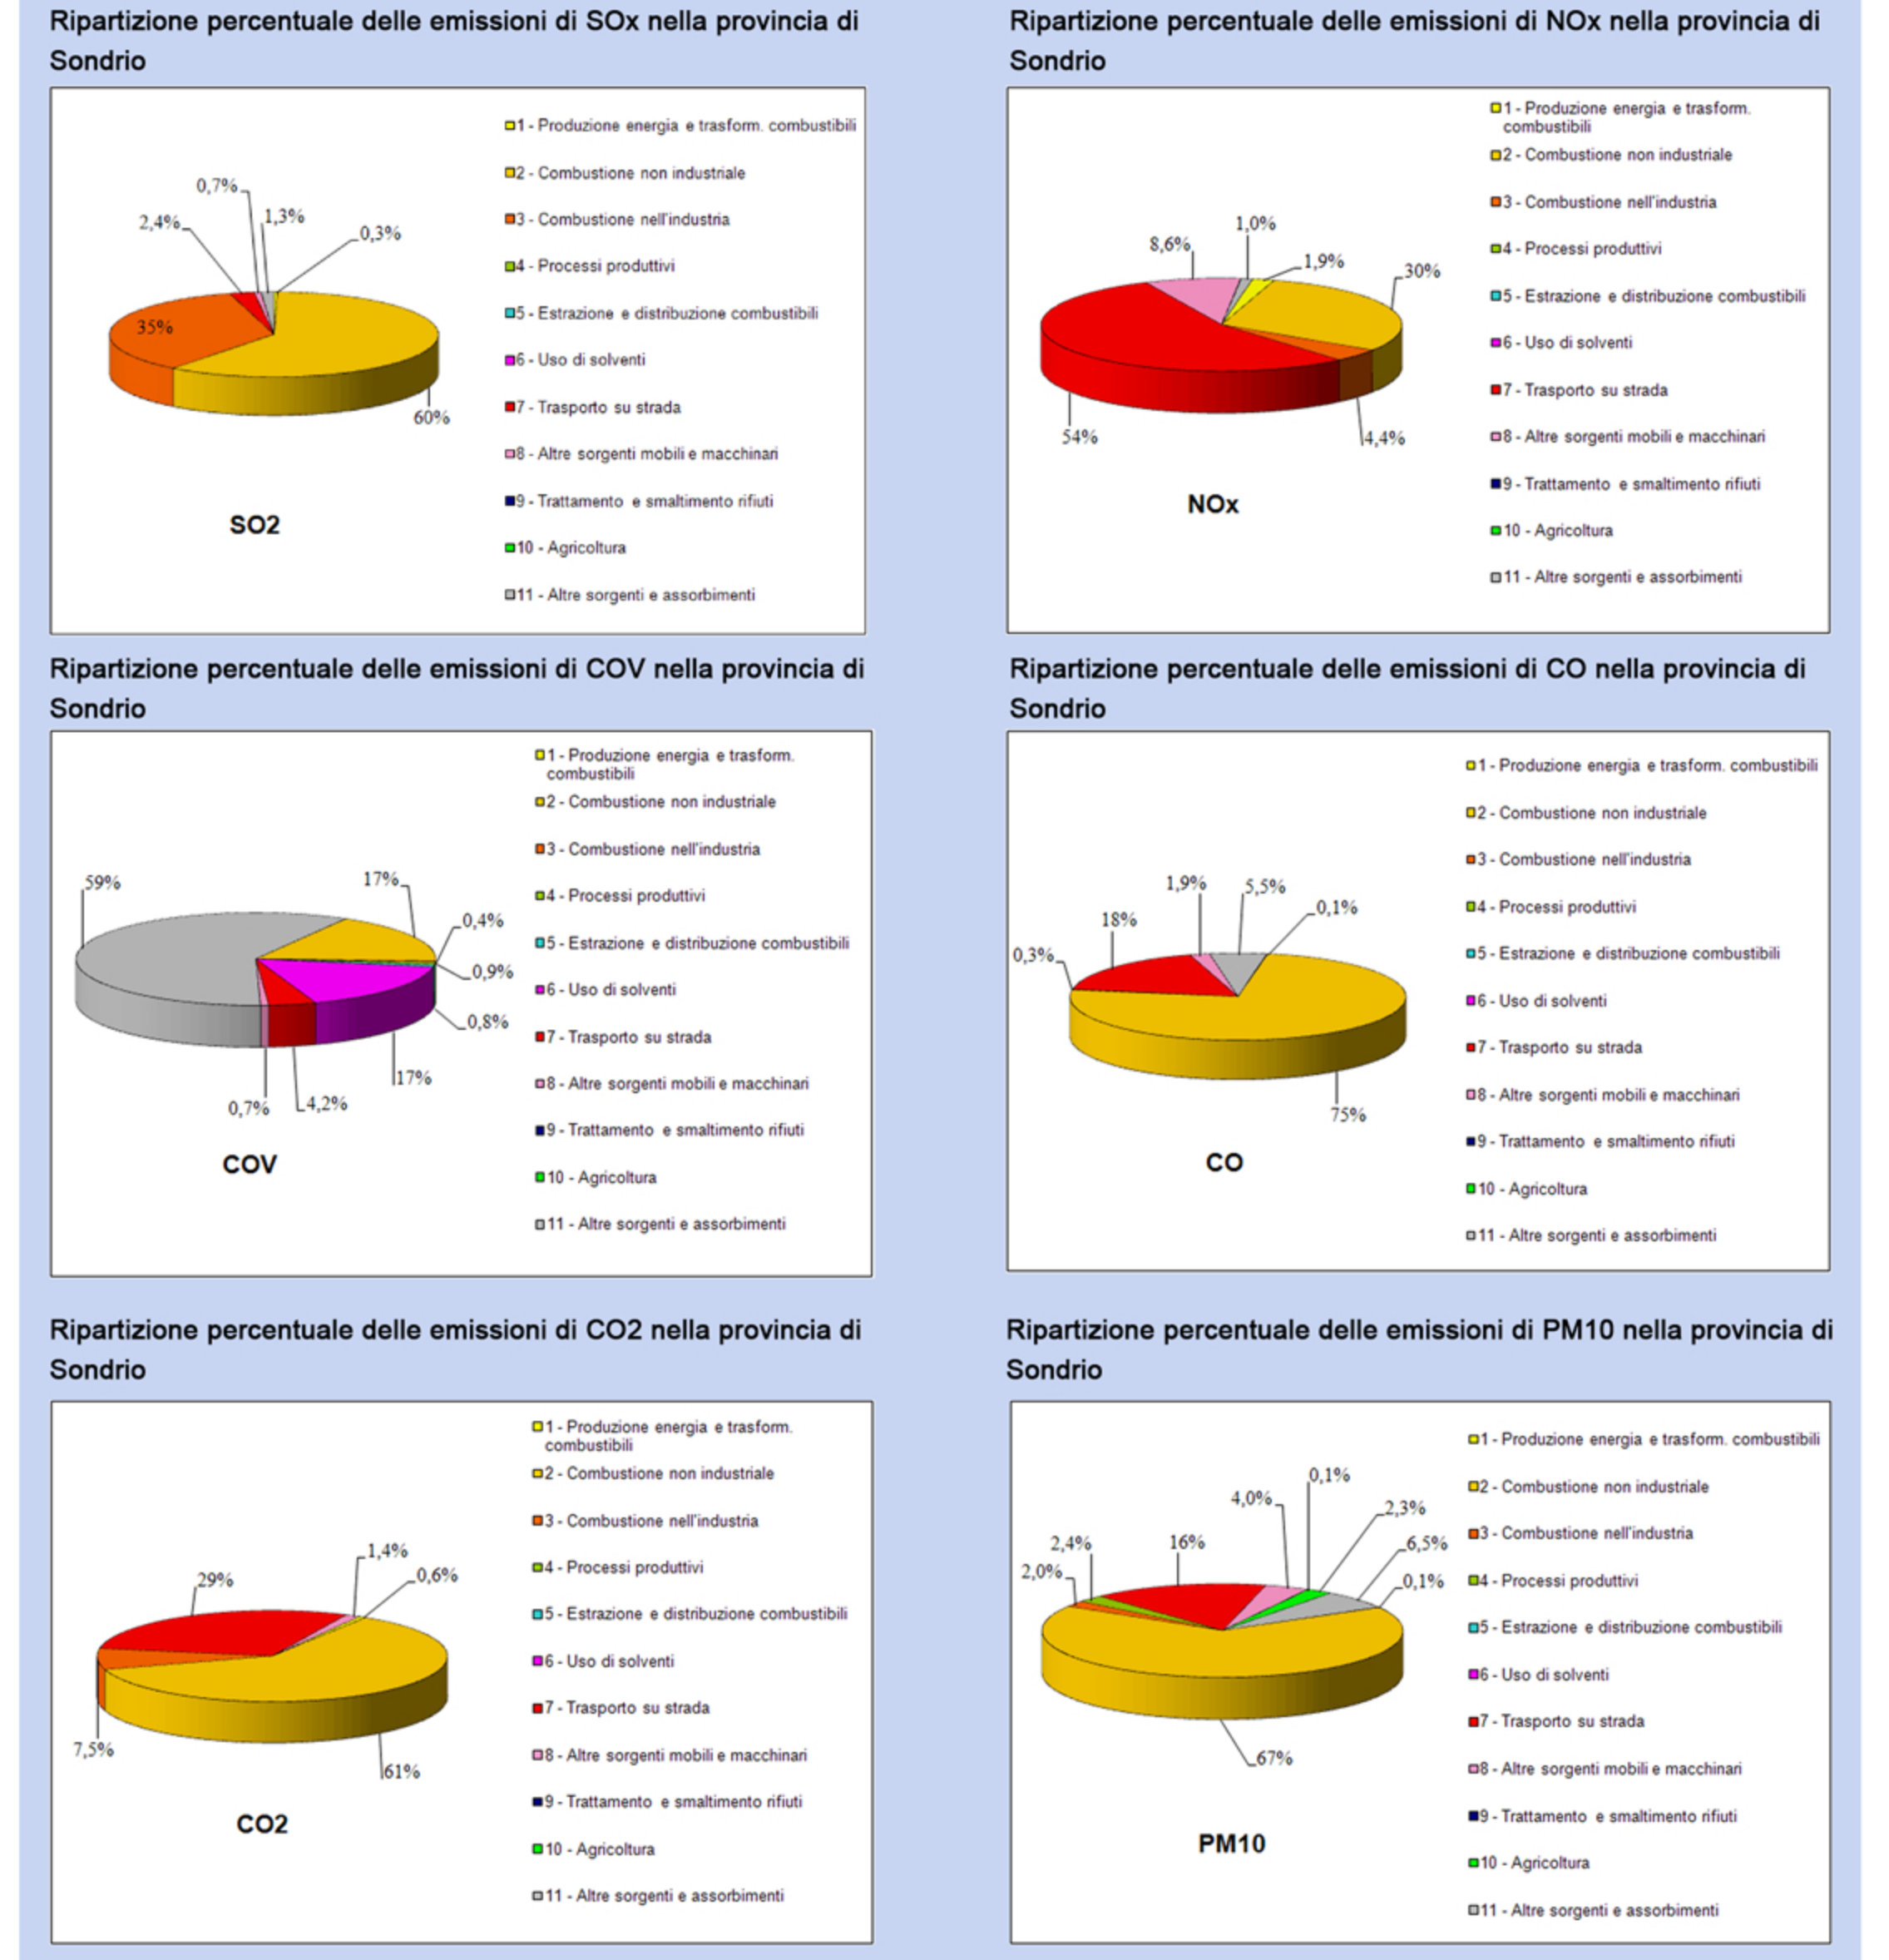 Ripartizione percentuale delle emissioni di SOx nella provincia di
Sondrio
1 - Produzione energia e trasform. combustibili
2 - Combustione non industriale
3 - Combustione nell'industria
4 - Processi produttivi
5 - Estrazione e distribuzione combustibili
6 - Uso di solventi
7 - Trasporto su strada
8 - Altre sorgenti mobili e macchinari
9 - Trattamento e smaltimento rifiuti
10 - Agricoltura
11 - Altre sorgenti e assorbimenti
0,7%
2,4%
1,3%
0,3%
35%
60%
SO2
Ripartizione percentuale delle emissioni di NOx nella provincia di
Sondrio
1 - Produzione energia e trasform.
combustibili
2 - Combustione non industriale
3 - Combustione nell'industria
4 - Processi produttivi
5 - Estrazione e distribuzione combustibili
6 - Uso di solventi
7 - Trasporto su strada
8 - Altre sorgenti mobili e macchinari
9 - Trattamento e smaltimento rifiuti
10 - Agricoltura
11 - Altre sorgenti e assorbimenti
1,0%
8,6%
1,9%
30%
54%
4,4%
NOx
Ripartizione percentuale delle emissioni di COV nella provincia di
Sondrio
1 - Produzione energia e trasform.
combustibili
2 - Combustione non industriale
3 - Combustione nell'industria
4 - Processi produttivi
5 - Estrazione e distribuzione combustibili
6 - Uso di solventi
7 - Trasporto su strada
8 - Altre sorgenti mobili e macchinari
9 - Trattamento e smaltimento rifiuti
10 - Agricoltura
11 - Altre sorgenti e assorbimenti
59%
17%
0,4%
0,9%
0,8%
17%
4,2%
0,7%
COV
Ripartizione percentuale delle emissioni di CO nella provincia di
Sondrio
1 - Produzione energia e trasform. combustibili
2 - Combustione non industriale
3 - Combustione nell'industria
4 - Processi produttivi
5 - Estrazione e distribuzione combustibili
6 - Uso di solventi
7 - Trasporto su strada
8 - Altre sorgenti mobili e macchinari
9 - Trattamento e smaltimento rifiuti
10 - Agricoltura
11 - Altre sorgenti e assorbimenti
1,9%
5,5%
0,1%
18%
0,3%
75%
CO
Ripartizione percentuale delle emissioni di CO2 nella provincia di
Sondrio
1 - Produzione energia e trasform.
combustibili
2 - Combustione non industriale
3 - Combustione nell'industria
4 - Processi produttivi
5 - Estrazione e distribuzione combustibili
6 - Uso di solventi
7 - Trasporto su strada
8 - Altre sorgenti mobili e macchinari
9 - Trattamento e smaltimento rifiuti
10 - Agricoltura
11 - Altre sorgenti e assorbimenti
1,4%
0,6%
29%
7,5%
61%
CO2
Ripartizione percentuale delle emissioni di PM10 nella provincia di
Sondrio
1 - Produzione energia e trasform. combustibili
2 - Combustione non industriale
3 - Combustione nell'industria
4 - Processi produttivi
5 - Estrazione e distribuzione combustibili
6 - Uso di solventi
7 - Trasporto su strada
8 - Altre sorgenti mobili e macchinari
9 - Trattamento e smaltimento rifiuti
10 - Agricoltura
11 - Altre sorgenti e assorbimenti
0,1%
4,0%
2,3%
2,4%
16%
6,5%
2,0%
0,1%
67%
PM10